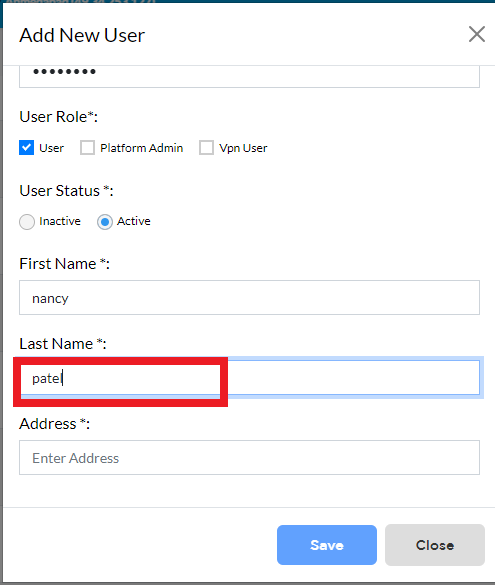 Add New User
••••••••
User Role*:
User Platform Admin Vpn User
User Status *:
Inactive Active
First Name *:
nancy
Last Name *:
patel
Address *:
Enter Address
Save Close